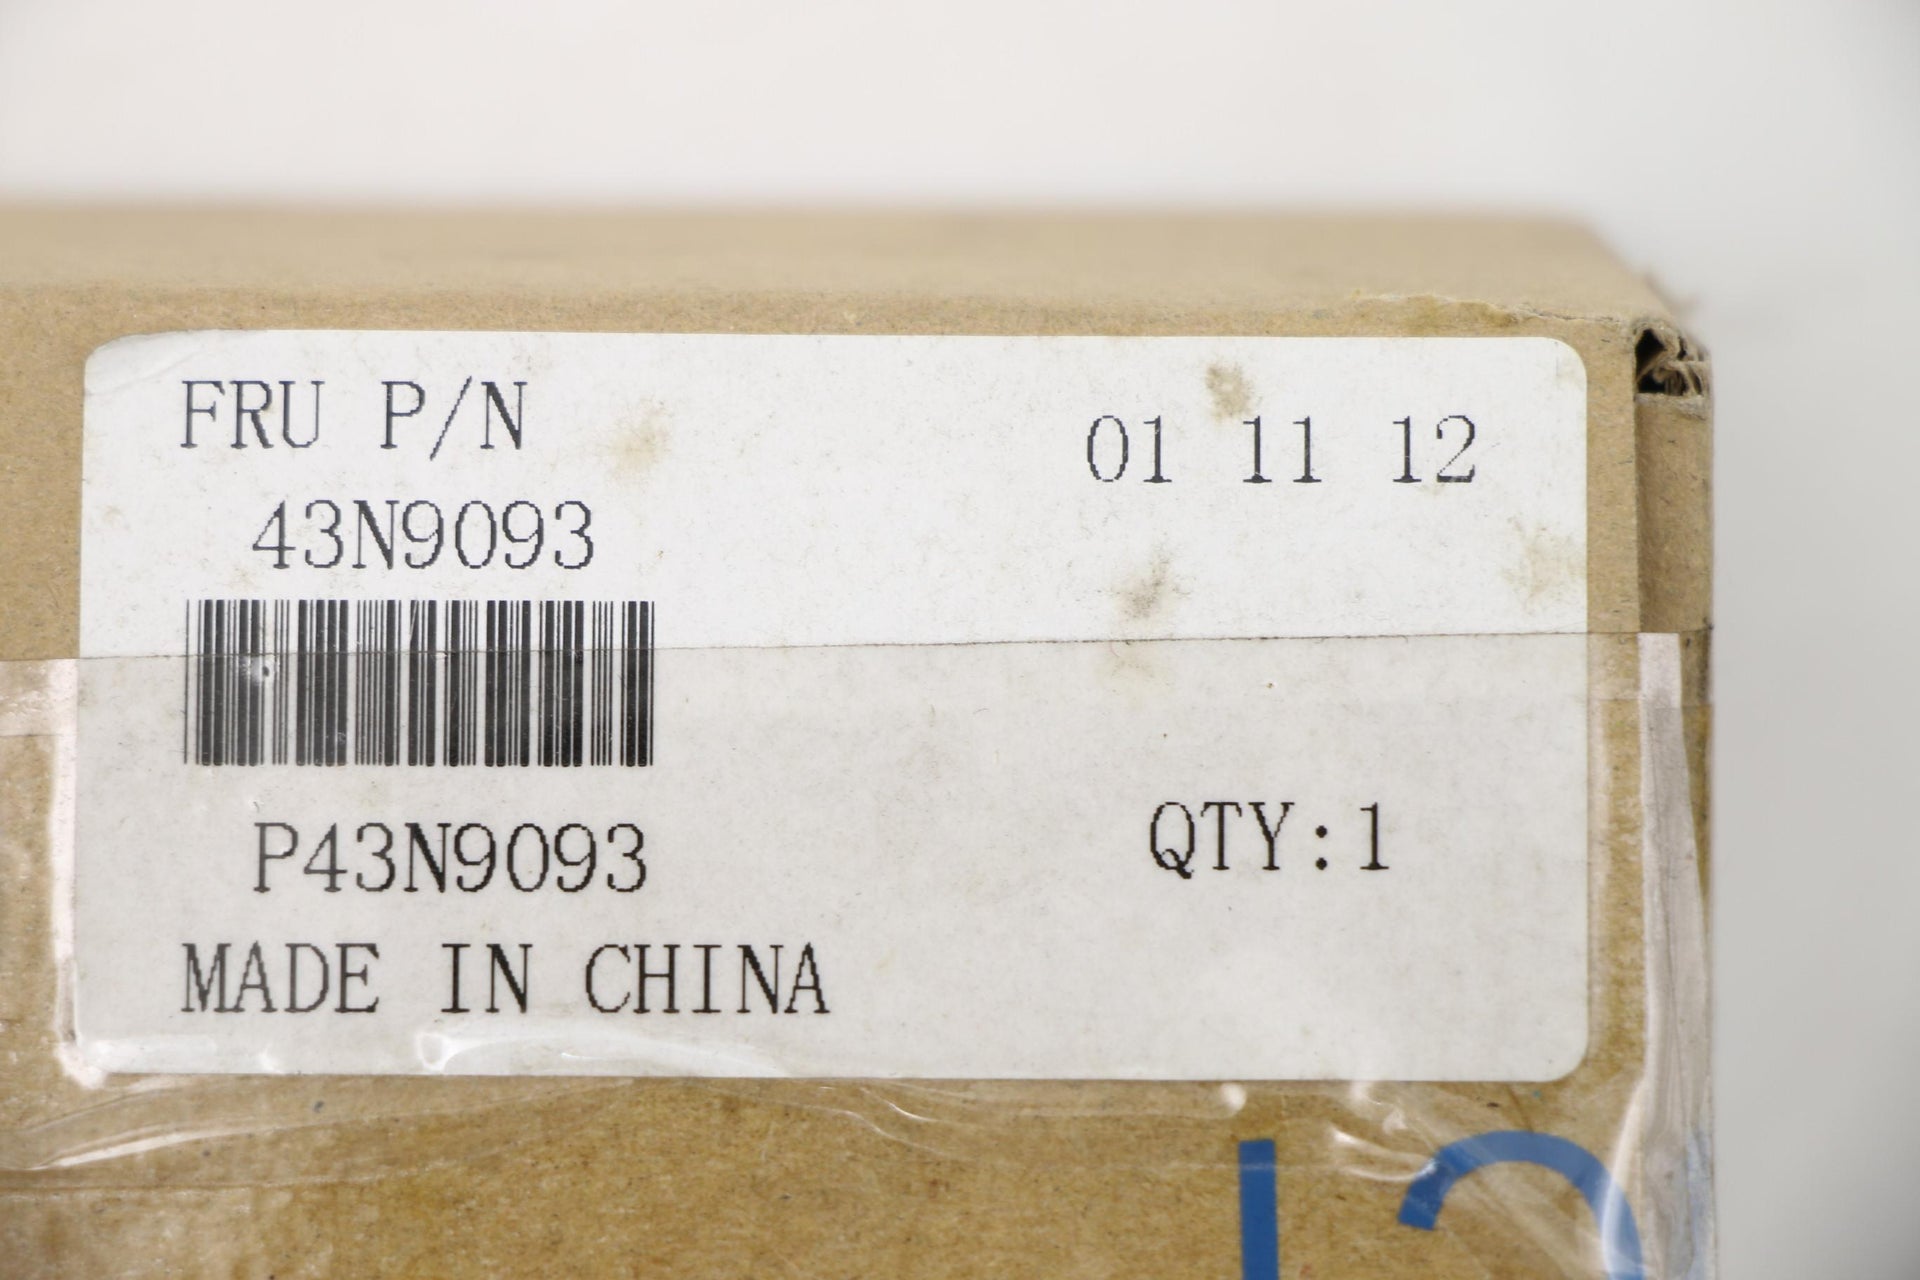 FRU P/N
01 11 12
43N9093
P43N9093
QTY:1
MADE IN CHINA